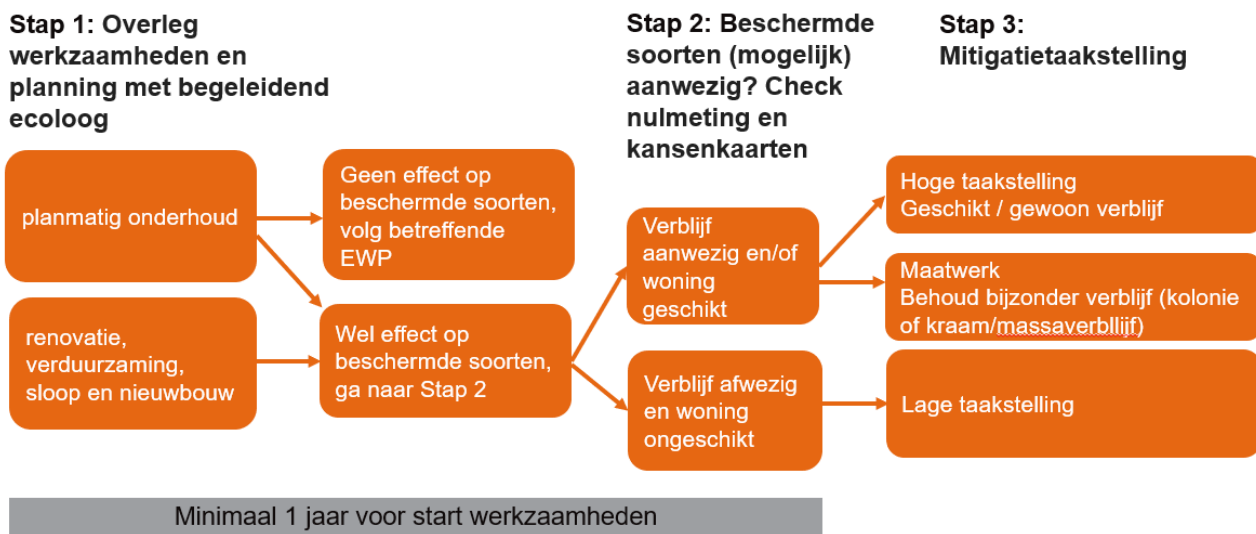 Stap 1: Overleg
werkzaamheden en
planning met begeleidend
ecoloog
Stap 2: Beschermde
soorten (mogelijk)
aanwezig? Check
nulmeting en
kansenkaarten
Stap 3:
Mitigatietaakstelling
planmatig onderhoud
Geen effect op
beschermde soorten,
volg betreffende
EWP
renovatie,
verduurzaming,
sloop en nieuwbouw
Wel effect op
beschermde soorten,
ga naar Stap 2
Verblijf
aanwezig en/of
woning
geschikt
Verblijf afwezig
en woning
ongeschikt
Hoge taakstelling
Geschikt / gewoon verblijf
Maatwerk
Behoud bijzonder verblijf (kolonie
of kraam/massaverbllijf)
Lage taakstelling
Minimaal 1 jaar voor start werkzaamheden